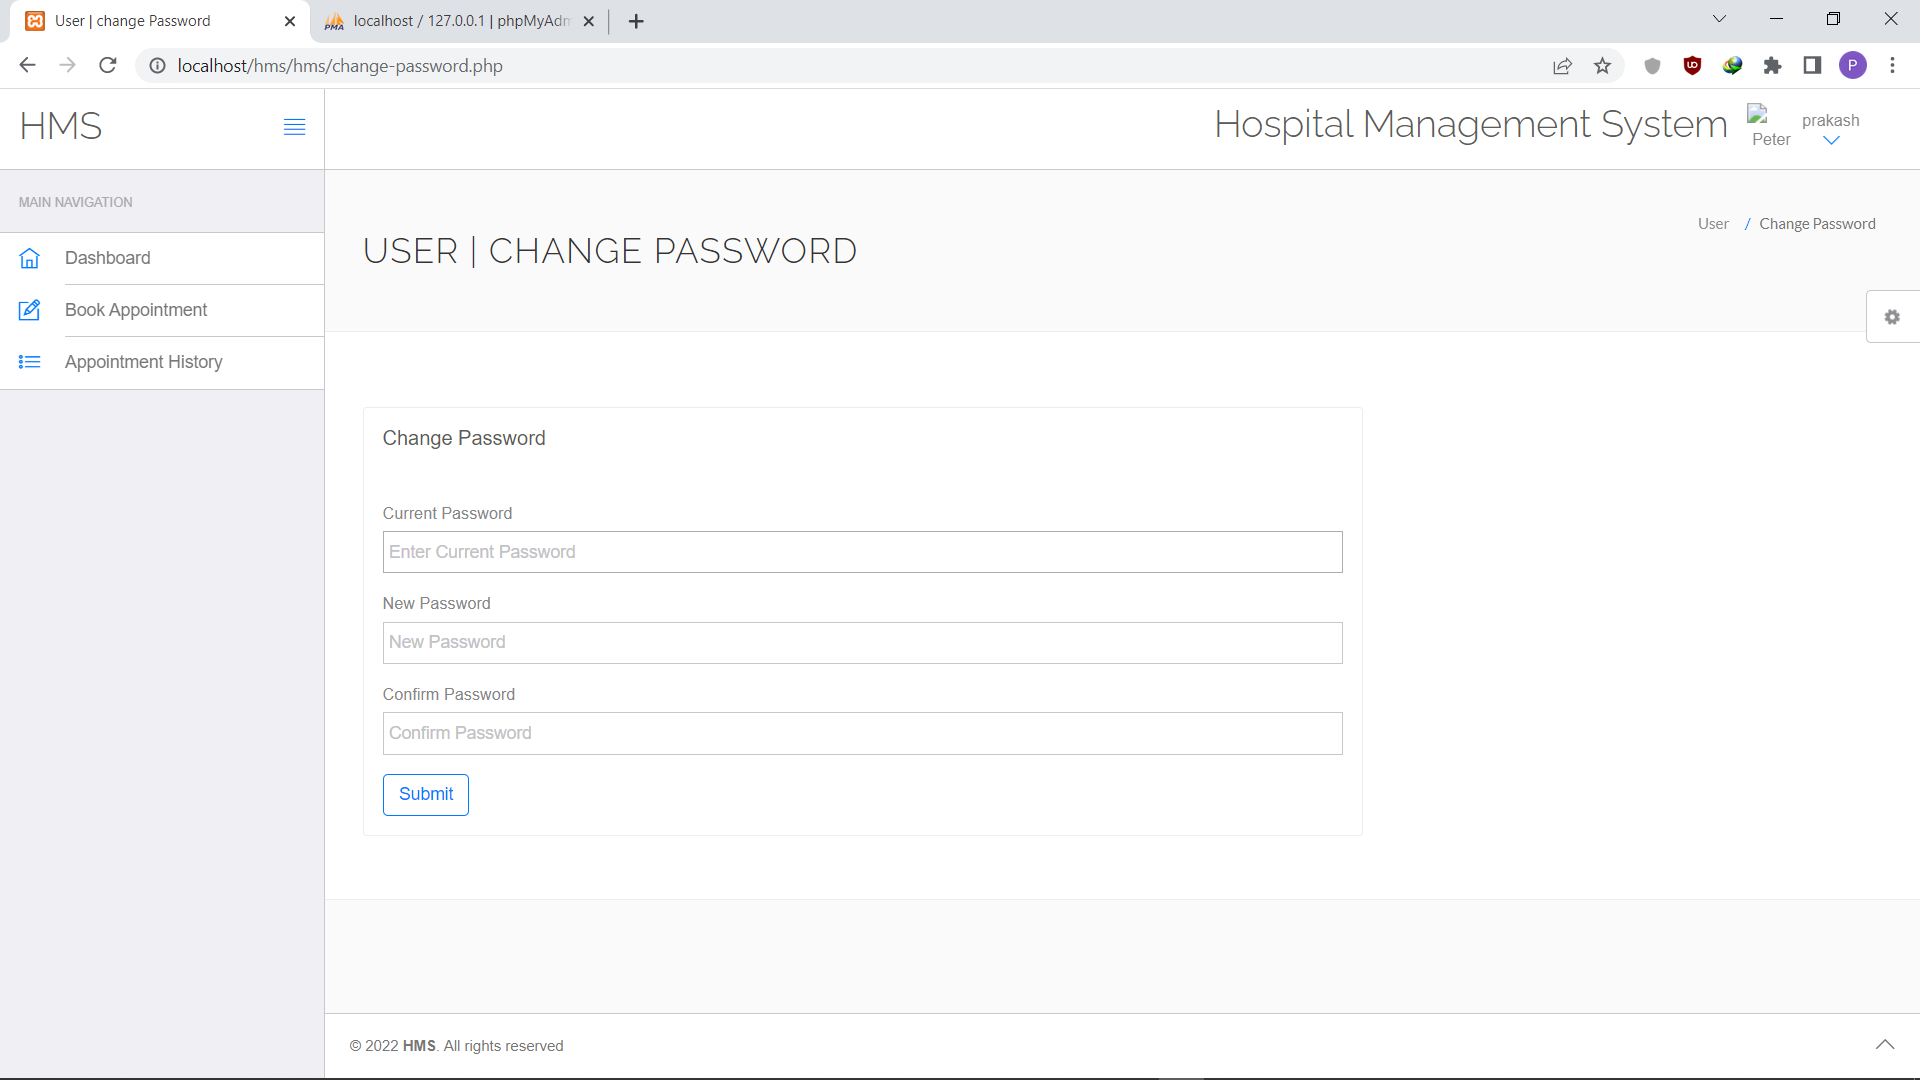 User | change Password
localhost / 127.0.0.1 | phpMyAdm
localhost/hms/hms/change-password.php
P
HMS
Hospital Management System
Peter
prakash
MAIN NAVIGATION
Dashboard
Book Appointment
Appointment History
USER | CHANGE PASSWORD
User / Change Password
Change Password
Current Password
Enter Current Password
New Password
New Password
Confirm Password
Confirm Password
Submit
© 2022 HMS. All rights reserved